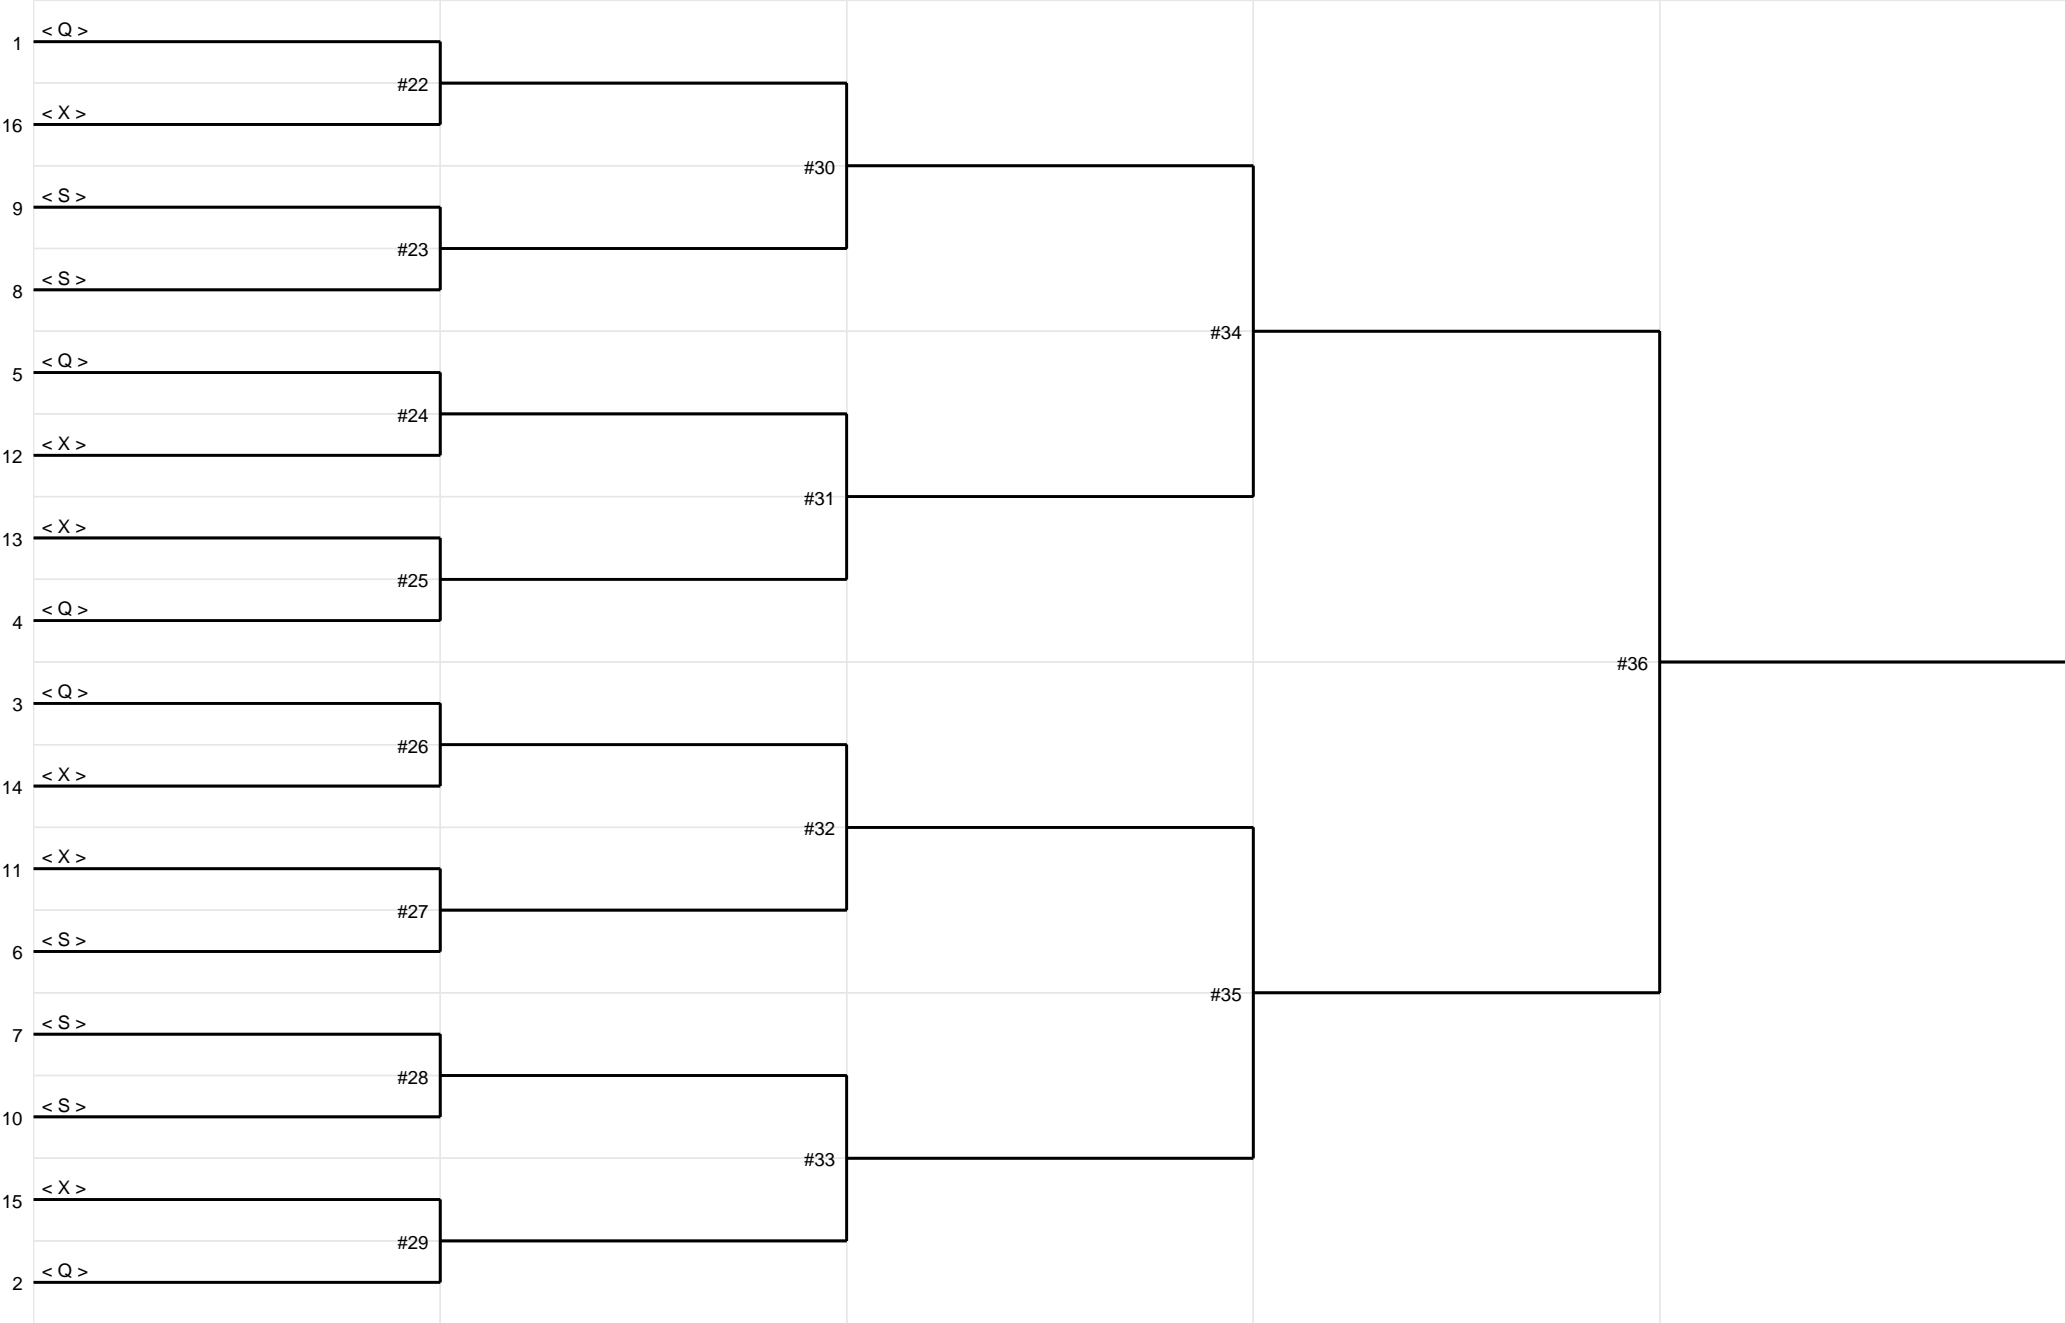 < Q >
1
#22
< X >
16
#30
< S >
9
#23
< S >
8
#34
< Q >
5
#24
< X >
12
#31
< X >
13
#25
< Q >
4
#36
< Q >
3
#26
< X >
14
#32
< X >
11
#27
< S >
6
#35
< S >
7
#28
< S >
10
#33
< X >
15
#29
< Q >
2